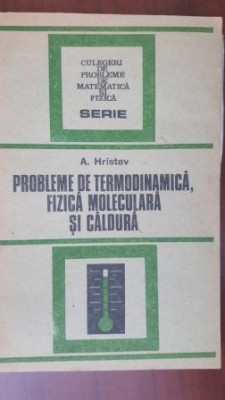 CULEGERI
DE
PROBLEME
DE
MATEMATICĂ
ȘI
FIZICĂ
SERIE
A. Hristev
PROBLEME DE TERMODINAMICĂ,
FIZICĂ MOLECULARĂ
ȘI CĂLDURĂ